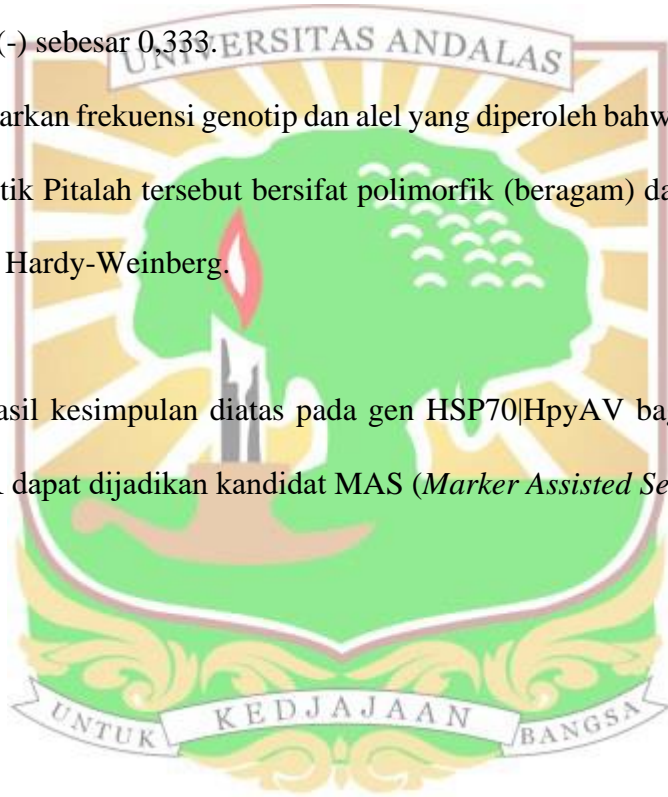 (-) sebesar 0,333.
UNIVERSITAS ANDALAS
arkan frekuensi genotip dan alel yang diperoleh bahw
tik Pitalah tersebut bersifat polimorfik (beragam) da
Hardy-Weinberg.
asil kesimpulan diatas pada gen HSP70|HpyAV bag
dapat dijadikan kandidat MAS (Marker Assisted Se
UNTUK KEDJAJAAN BANGSA